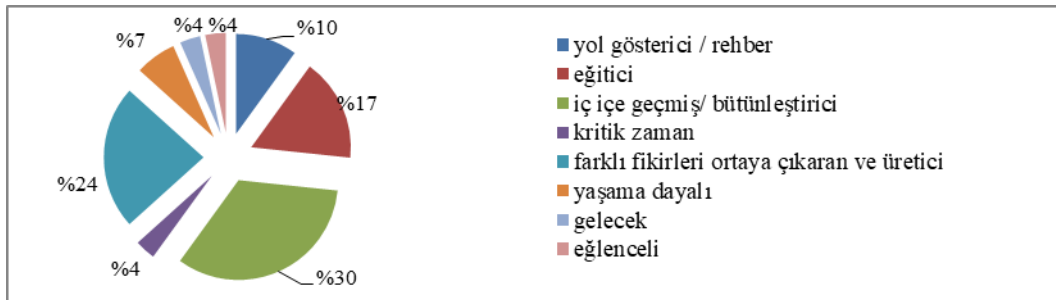 %4 %4
%10
%7
%17
%24
%4
%30
yol gösterici / rehber
eğitici
iç içe geçmiş/ bütünleştirici
kritik zaman
farklı fikirleri ortaya çıkaran ve üretici
yaşama dayalı
gelecek
eğlenceli